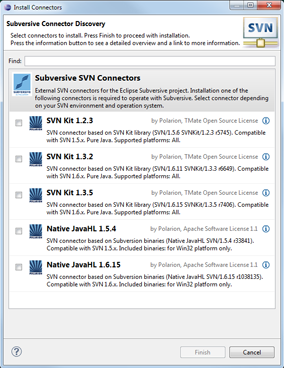 Install Connectors
Subversive Connector Discovery
Select connectors to install. Press Finish to proceed with installation.
Press the information button to see a detailed overview and a link to more information.
SVN
Find:
Subversive SVN Connectors
SUBVERSIVE
External SVN connectors for the Eclipse Subversive project. Installation one of the
following connectors is required to operate with Subversive. Select connector depending
on your SVN environment and operation system.
SVN Kit 1.2.3
by Polarion, TMate Open Source License
SVN connector based on SVN Kit library (SVN/1.5.6 SVNKit/1.2.3 r5745). Compatible
with SVN 1.5.x. Pure Java. Supported platforms: All.
SVN Kit 1.3.2
by Polarion, TMate Open Source License
SVN connector based on SVN Kit library (SVN/1.6.11 SVNKit/1.3.3 r6649). Compatible
with SVN 1.6.x. Pure Java. Supported platforms: All.
SVN Kit 1.3.5
by Polarion, TMate Open Source License
SVN connector based on SVN Kit library (SVN/1.6.15 SVNKit/1.3.5 r7406). Compatible
with SVN 1.6.x. Pure Java. Supported platforms: All.
Native JavaHL 1.5.4
by Polarion, Apache Software License 1.1
SVN connector based on Subversion binaries (Native JavaHL SVN/1.5.4 r33841).
Compatible with SVN 1.5.x. Included binaries: for Win32 platform only.
Native JavaHL 1.6.15
by Polarion, Apache Software License 1.1
SVN connector based on Subversion binaries (Native JavaHL SVN/1.6.15 r1038135).
Compatible with SVN 1.6.x. Included binaries: for Win32 platform only.
Finish
Cancel